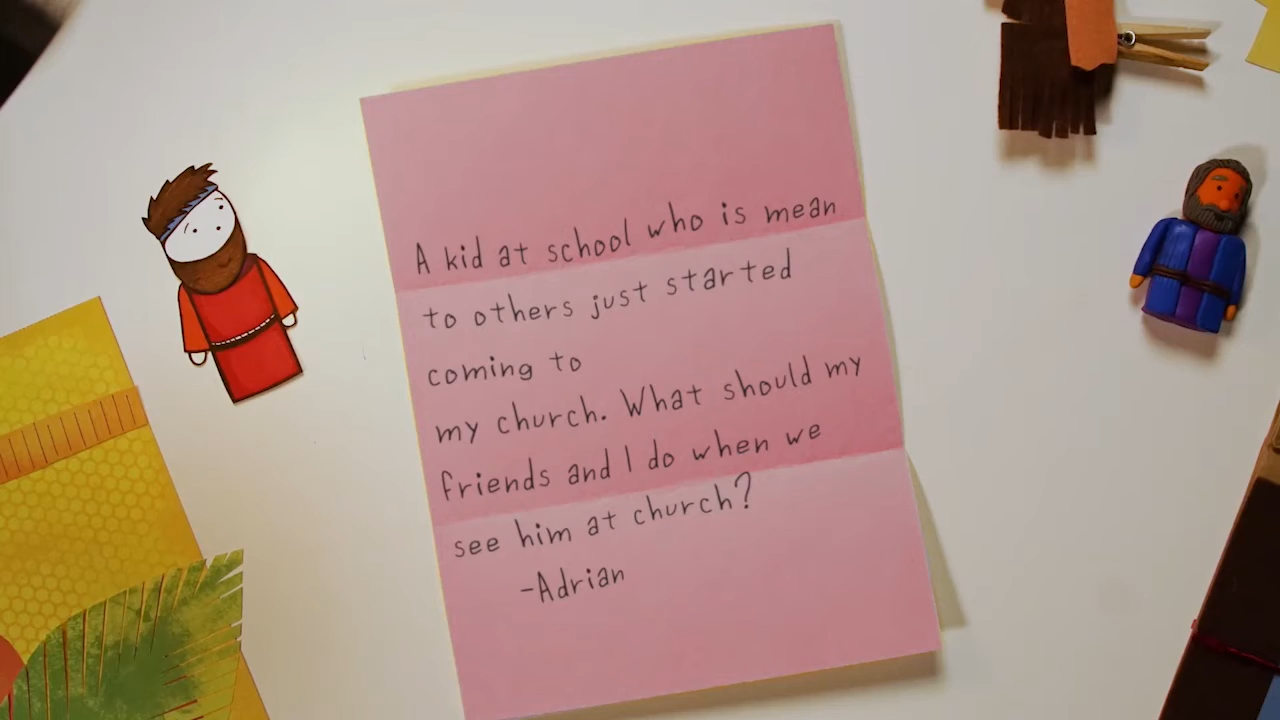 A kid at school who is mean
to others just started
coming to
my church. What should my
friends and I do when we
see him at church?
-Adrian